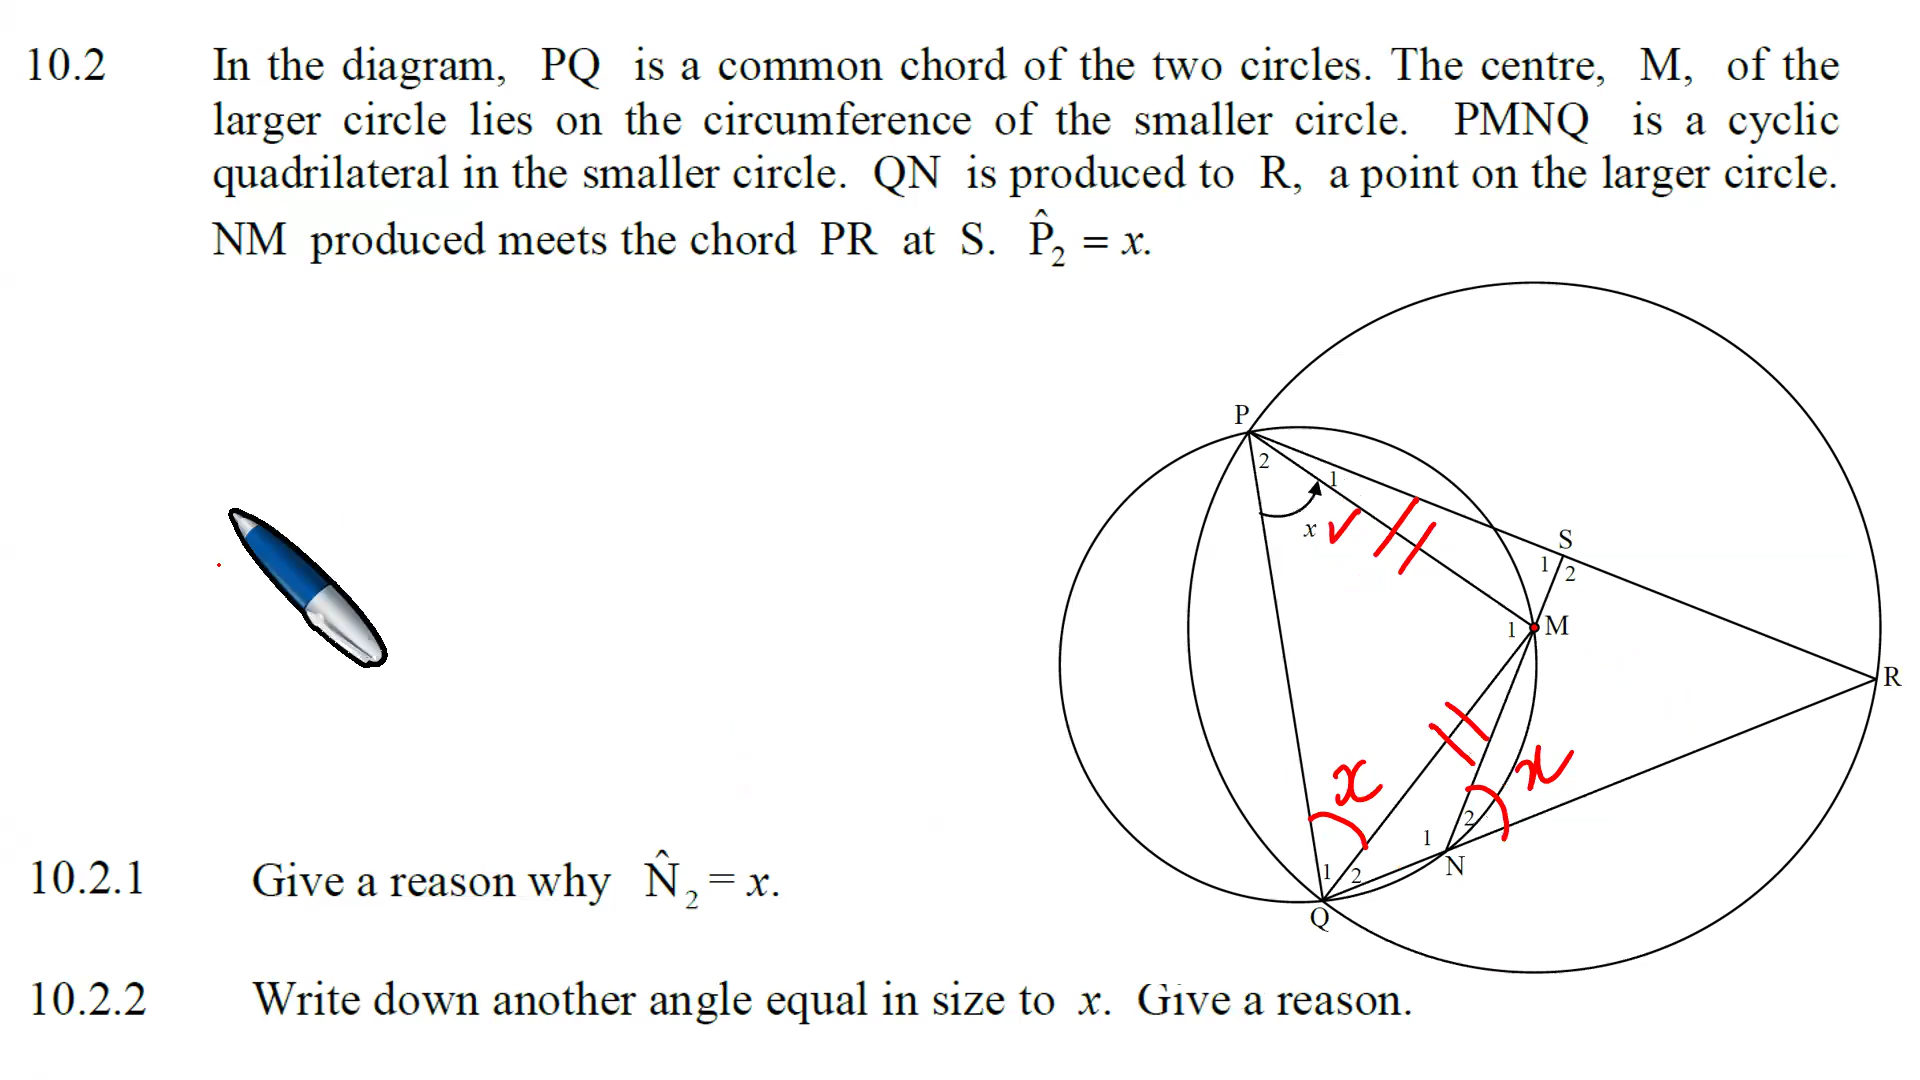 10.2 In the diagram, PQ is a common chord of the two circles. The centre, M, of the
larger circle lies on the circumference of the smaller circle. PMNQ is a cyclic
quadrilateral in the smaller circle. QN is produced to R, a point on the larger circle.
NM produced meets the chord PR at S. P̂₂ = x.
P
2
1
x
S
1 2
1 M
R
x
x
2
1
N
1 2
Q
10.2.1 Give a reason why N̂₂ = x.
10.2.2 Write down another angle equal in size to x. Give a reason.